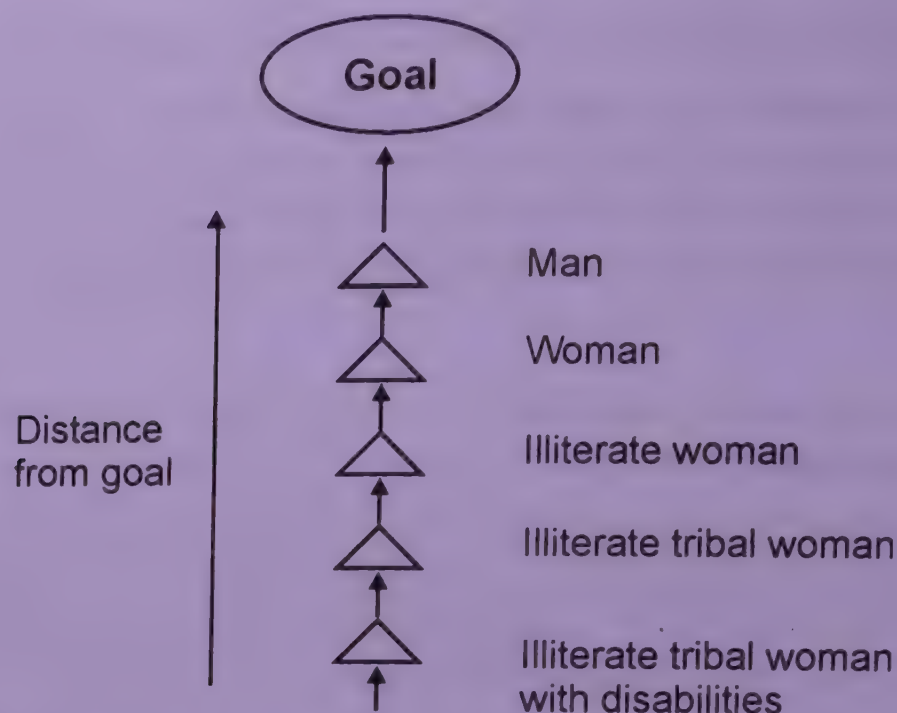 Goal
Man
Woman
Distance
from goal
Illiterate woman
Illiterate tribal woman
Illiterate tribal woman
with disabilities